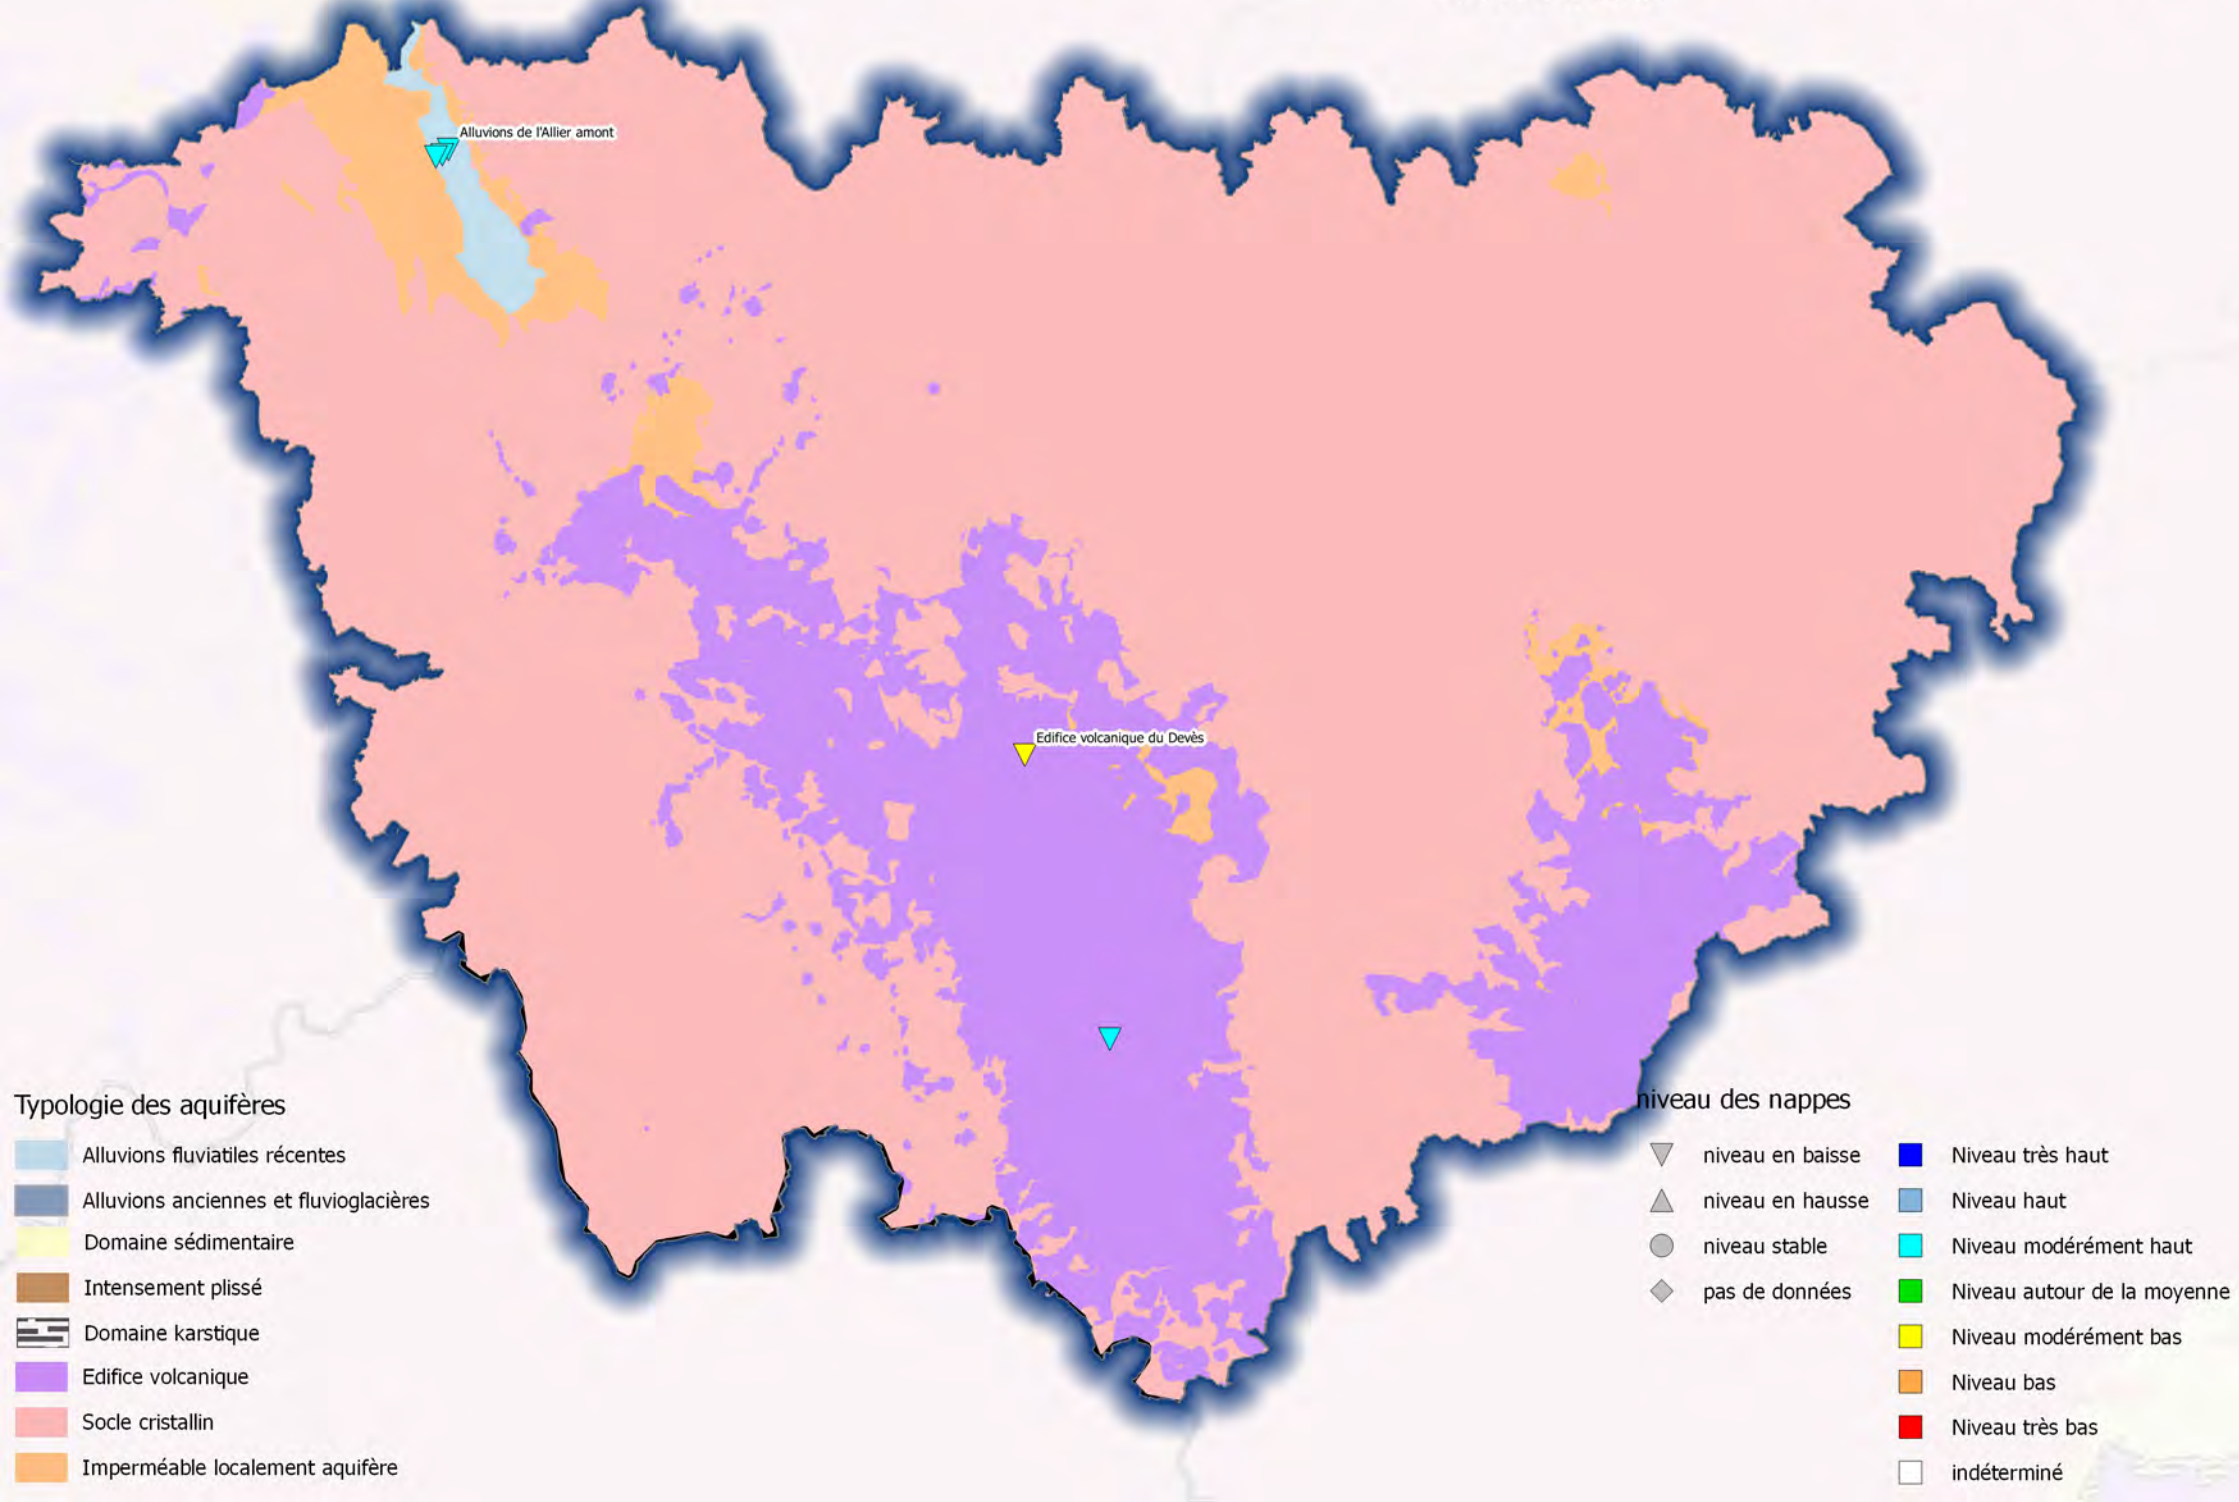 Alluvions de l'Allier amont
Edifice volcanique du Devès
Typologie des aquifères
Alluvions fluviatiles récentes
Alluvions anciennes et fluvioglacières
Domaine sédimentaire
Intensement plissé
Domaine karstique
Edifice volcanique
Socle cristallin
Imperméable localement aquifère
niveau des nappes
niveau en baisse
niveau en hausse
niveau stable
pas de données
Niveau très haut
Niveau haut
Niveau modérément haut
Niveau autour de la moyenne
Niveau modérément bas
Niveau bas
Niveau très bas
indéterminé